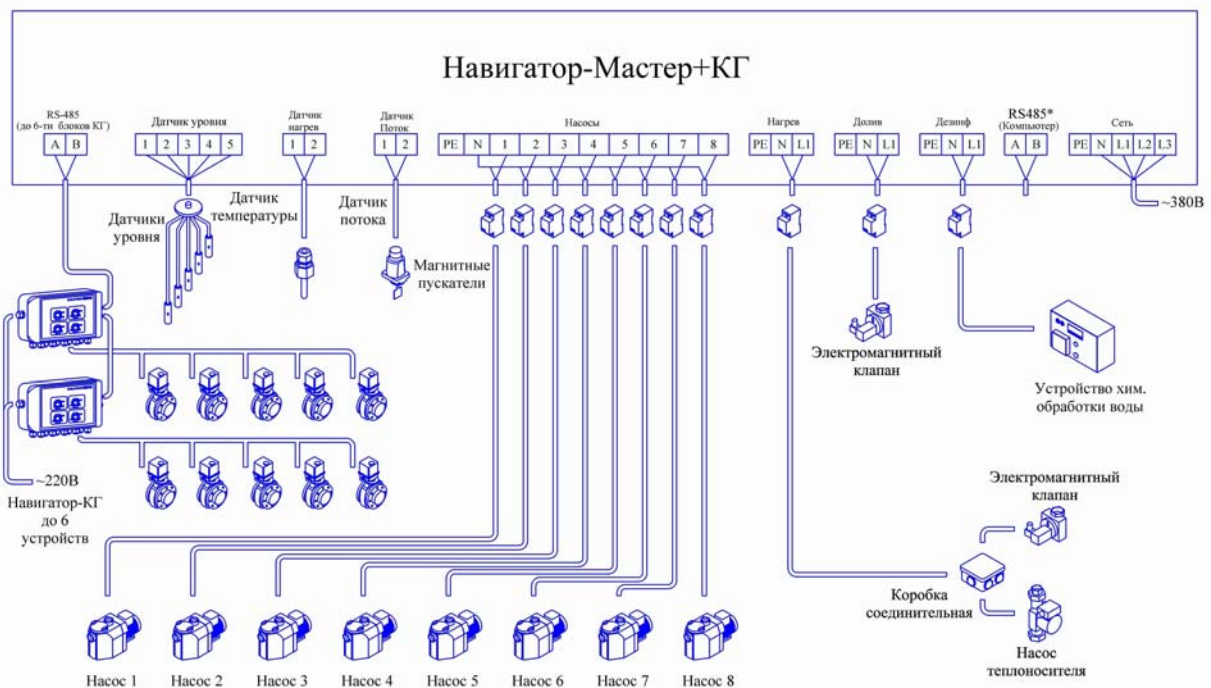 Навигатор-Мастер+КГ
RS-485
(до 6-ти блоков КГ)
A B
Датчик уровня
1 2 3 4 5
Датчик
нагрев
1 2
Датчик
Поток
1 2
Насосы
PE N 1 2 3 4 5 6 7 8
Нагрев
PE N L1
Долив
PE N L1
Дезинф
PE N L1
RS485*
(Компьютер)
A B
Сеть
PE N L1 L2 L3
~380В
Датчики
уровня
8
Датчик
температуры
Датчик
потока
Магнитные
пускатели
Электромагнитный
клапан
Устройство хим.
обработки воды
~220В
Навигатор-КГ
до 6
устройств
Электромагнитный
клапан
Коробка
соединительная
Насос
теплоносителя
Насос 1
Насос 2
Насос 3
Насос 4
Насос 5
Насос 6
Насос 7
Насос 8